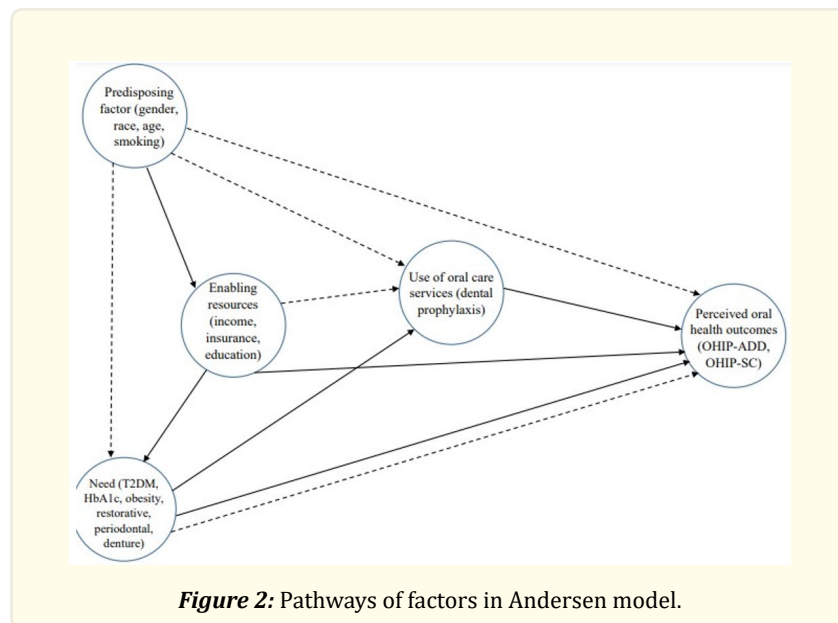 Predisposing
factor (gender,
race, age,
smoking)
Enabling
resources
(income,
insurance,
education)
Use of oral care
services (dental
prophylaxis)
Perceived oral
health outcomes
(OHIP-ADD,
OHIP-SC)
Need (T2DM,
HbA1c, obesity,
restorative,
periodontal,
denture)
Figure 2: Pathways of factors in Andersen model.